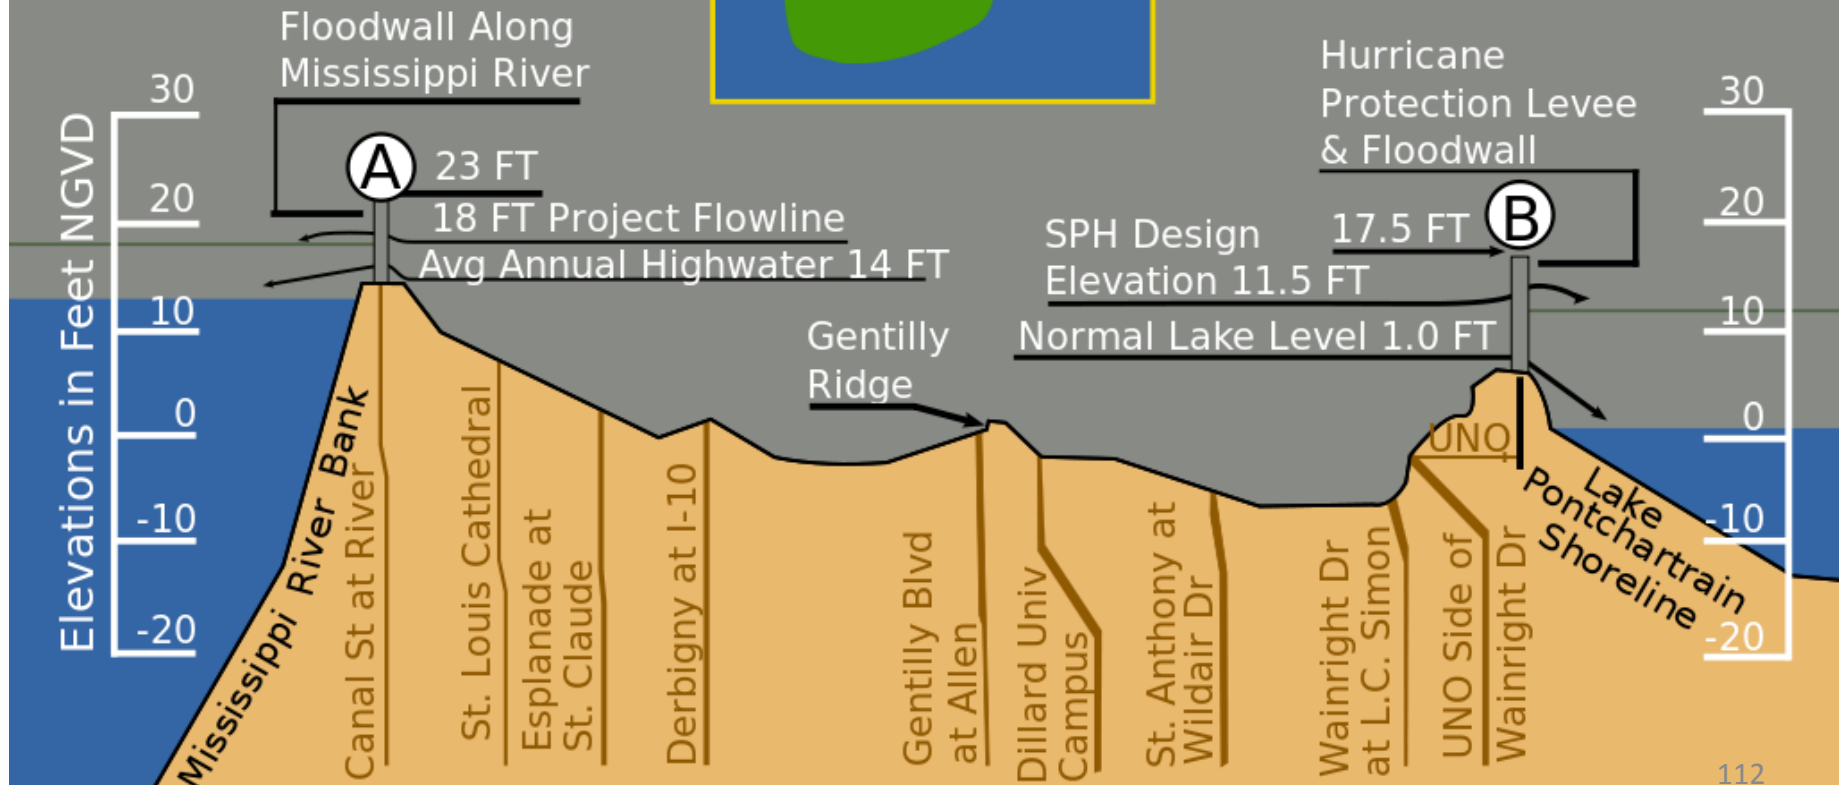 Floodwall Along
Mississippi River
Hurricane
Protection Levee
& Floodwall
Elevations in Feet NGVD
30
20
10
0
-10
-20
A
23 FT
18 FT Project Flowline
Avg Annual Highwater 14 FT
SPH Design
Elevation 11.5 FT
17.5 FT
B
Normal Lake Level 1.0 FT
Gentilly
Ridge
30
20
10
0
-10
-20
Mississippi River Bank
Canal St at River
St. Louis Cathedral
Esplanade at
St. Claude
Derbigny at I-10
Gentilly Blvd
at Allen
Dillard Univ
Campus
St. Anthony at
Wildair Dr
Wainright Dr
at L.C. Simon
UNO
UNO Side of
Wainright Dr
Lake
Pontchartrain
Shoreline
112